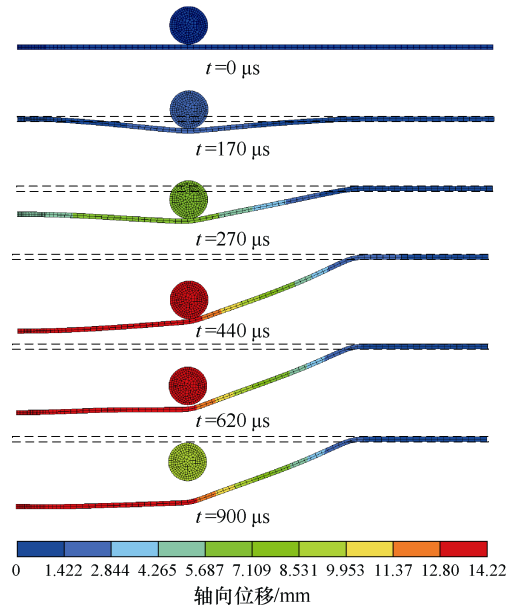 t=0 μs
t=170 μs
t=270 μs
t=440 μs
t=620 μs
t=900 μs
0 1.422 2.844 4.265 5.687 7.109 8.531 9.953 11.37 12.80 14.22
轴向位移/mm